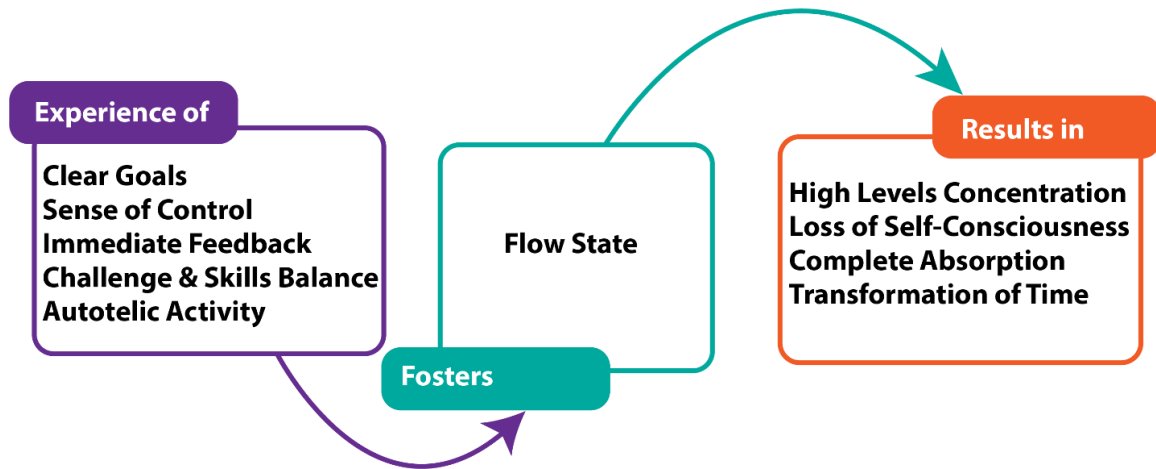 Experience of
Clear Goals
Sense of Control
Immediate Feedback
Challenge & Skills Balance
Autotelic Activity
Flow State
Fosters
Results in
High Levels Concentration
Loss of Self-Consciousness
Complete Absorption
Transformation of Time